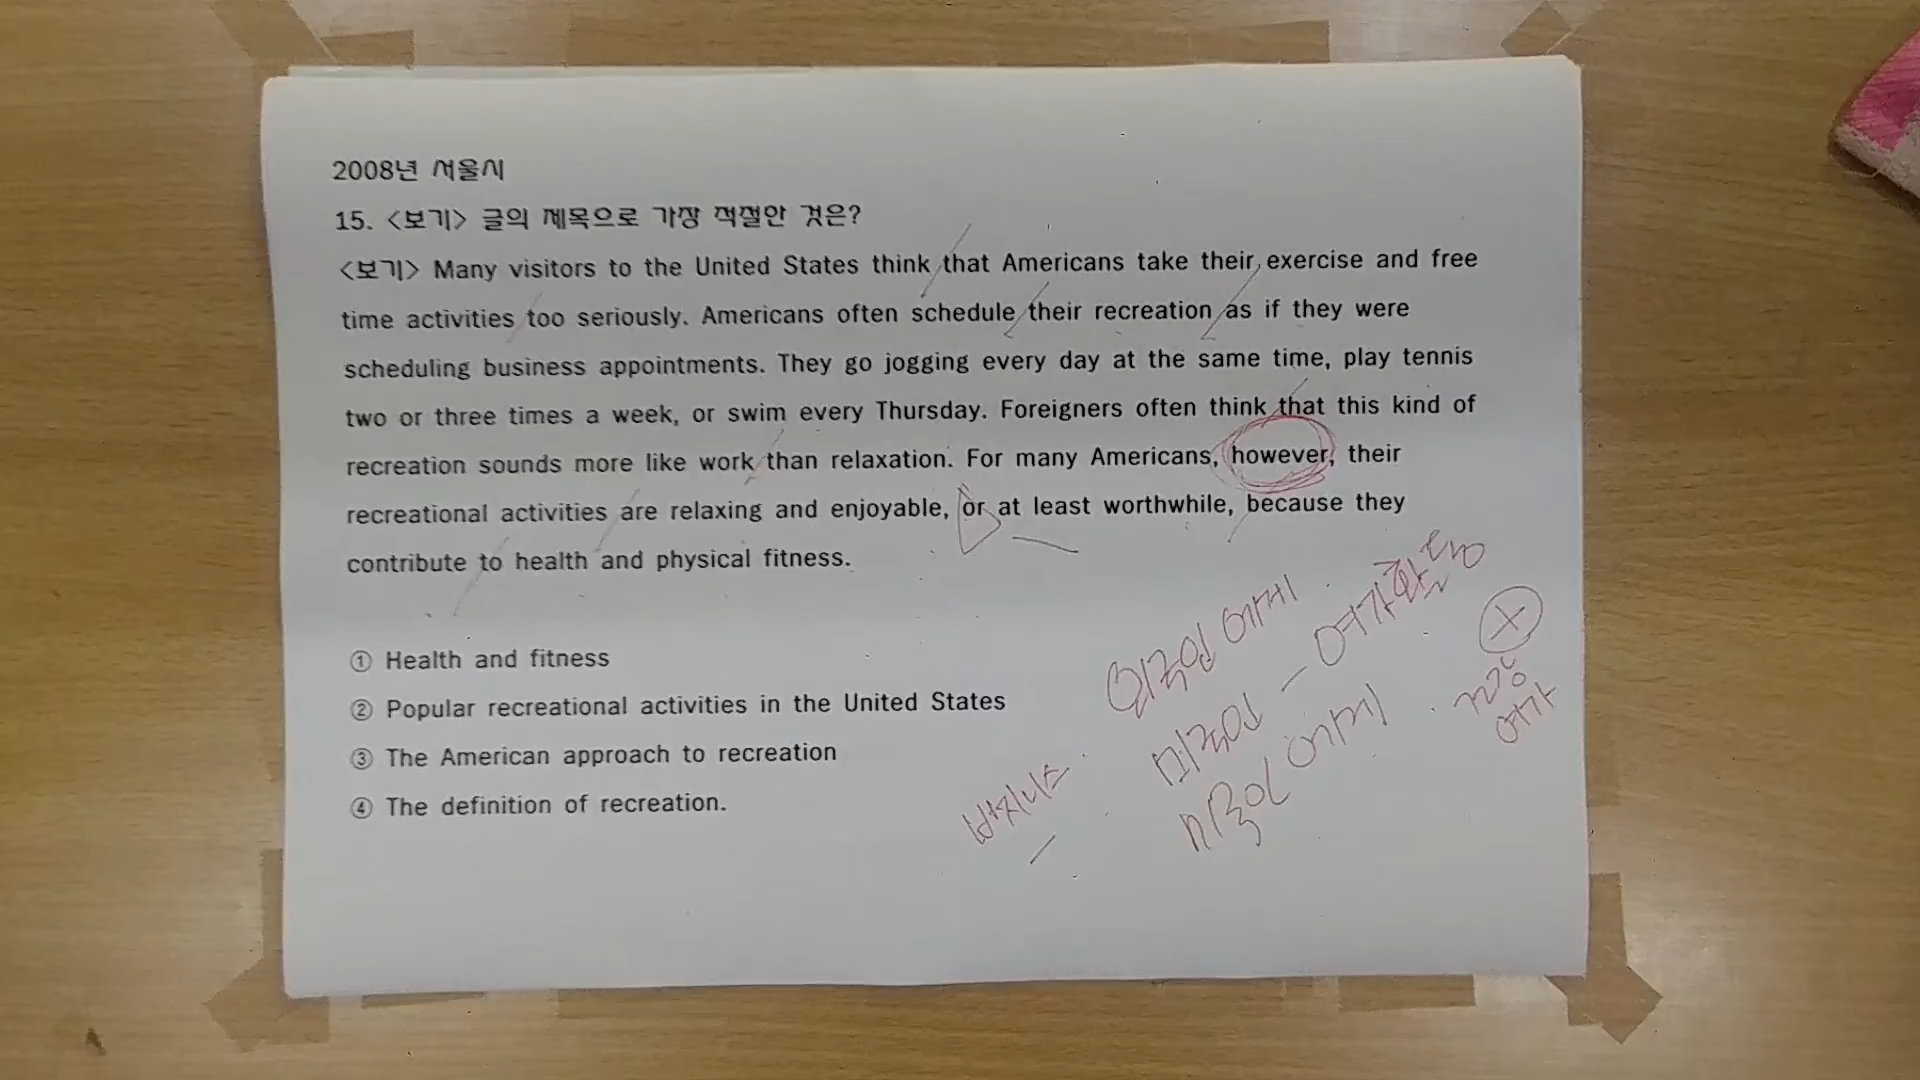 2008년 서울시
15. <보기> 글의 제목으로 가장 적절한 것은?
<보기> Many visitors to the United States think that Americans take their exercise and free
time activities too seriously. Americans often schedule their recreation as if they were
scheduling business appointments. They go jogging every day at the same time, play tennis
two or three times a week, or swim every Thursday. Foreigners often think that this kind of
recreation sounds more like work than relaxation. For many Americans, however, their
recreational activities are relaxing and enjoyable, or at least worthwhile, because they
contribute to health and physical fitness.
① Health and fitness
② Popular recreational activities in the United States
③ The American approach to recreation
④ The definition of recreation.
외국인 에게
미국인 - 여가활동
미국인 에게
건강
여가
비지니스